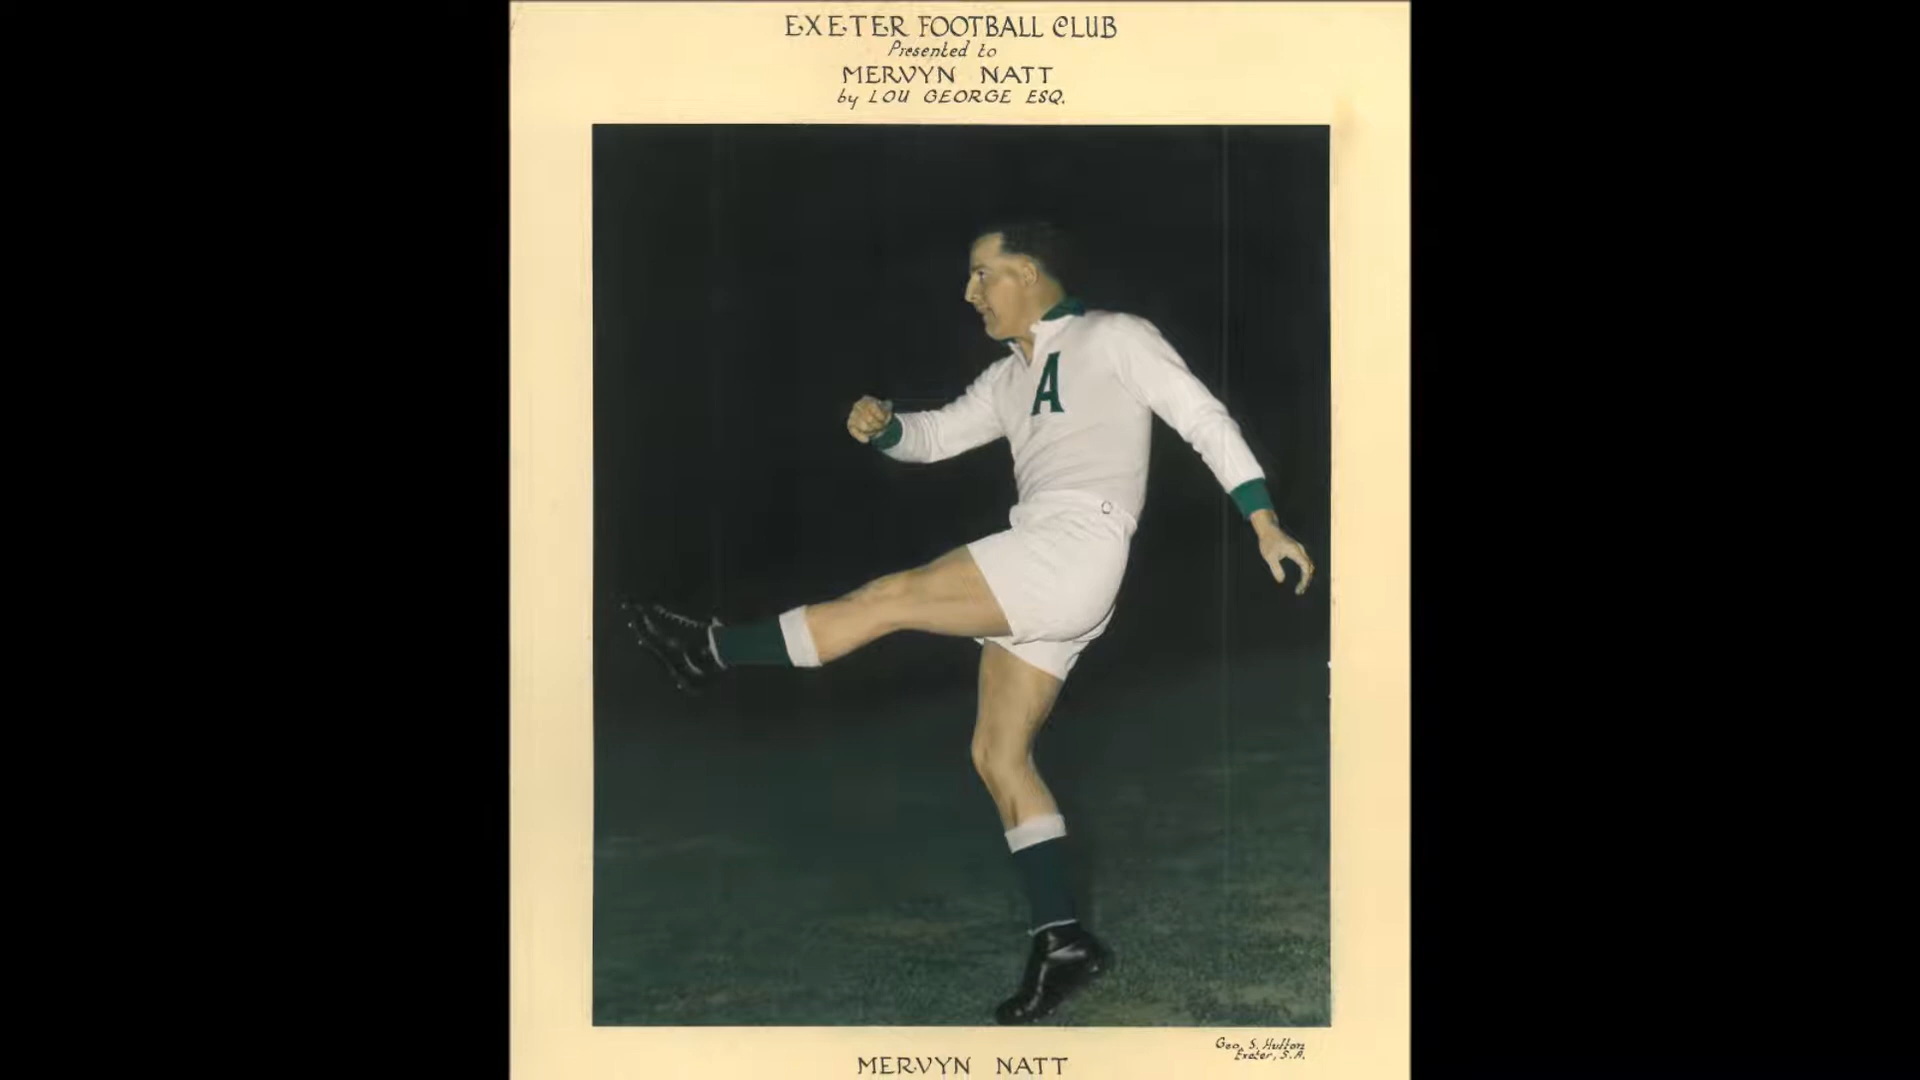 EXETER FOOTBALL CLUB
Presented to
MERVYN NATT
by LOU GEORGE ESQ.
A
Geo. S. Hutton
Exeter, S.A.
MERVYN NATT